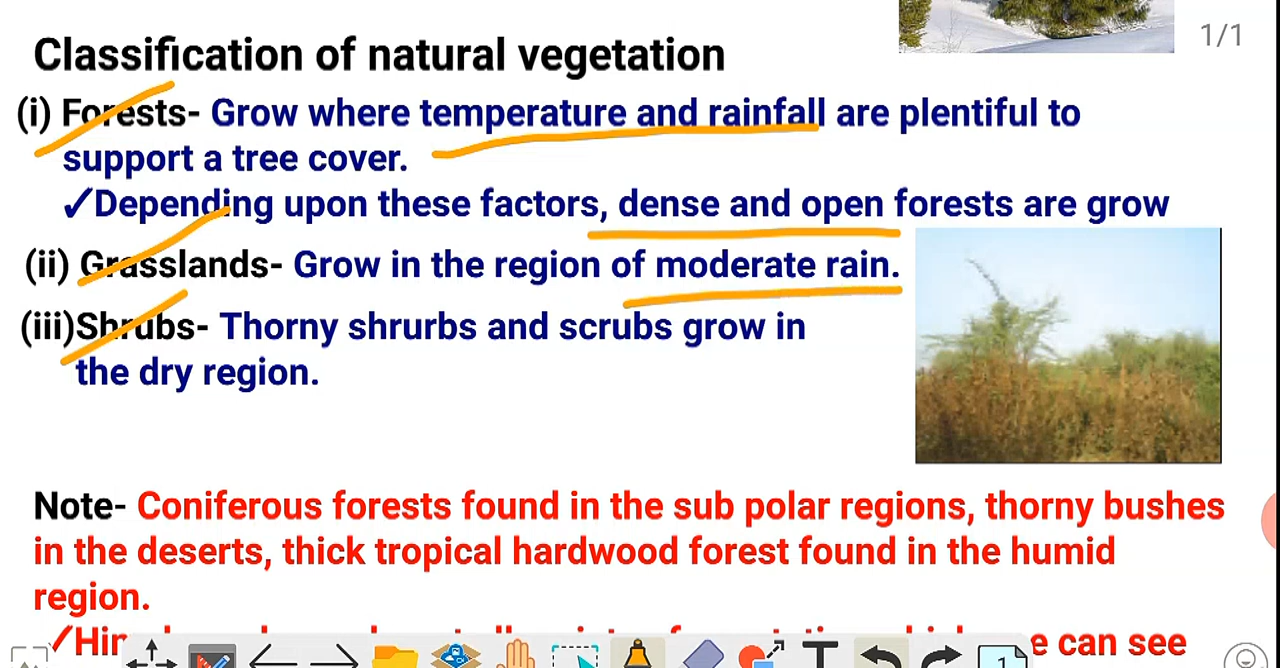 1/1
Classification of natural vegetation
(i) Forests- Grow where temperature and rainfall are plentiful to
support a tree cover.
✓Depending upon these factors, dense and open forests are grow
(ii) Grasslands- Grow in the region of moderate rain.
(iii)Shrubs- Thorny shrurbs and scrubs grow in
the dry region.
Note- Coniferous forests found in the sub polar regions, thorny bushes
in the deserts, thick tropical hardwood forest found in the humid
region.
can see
T
1